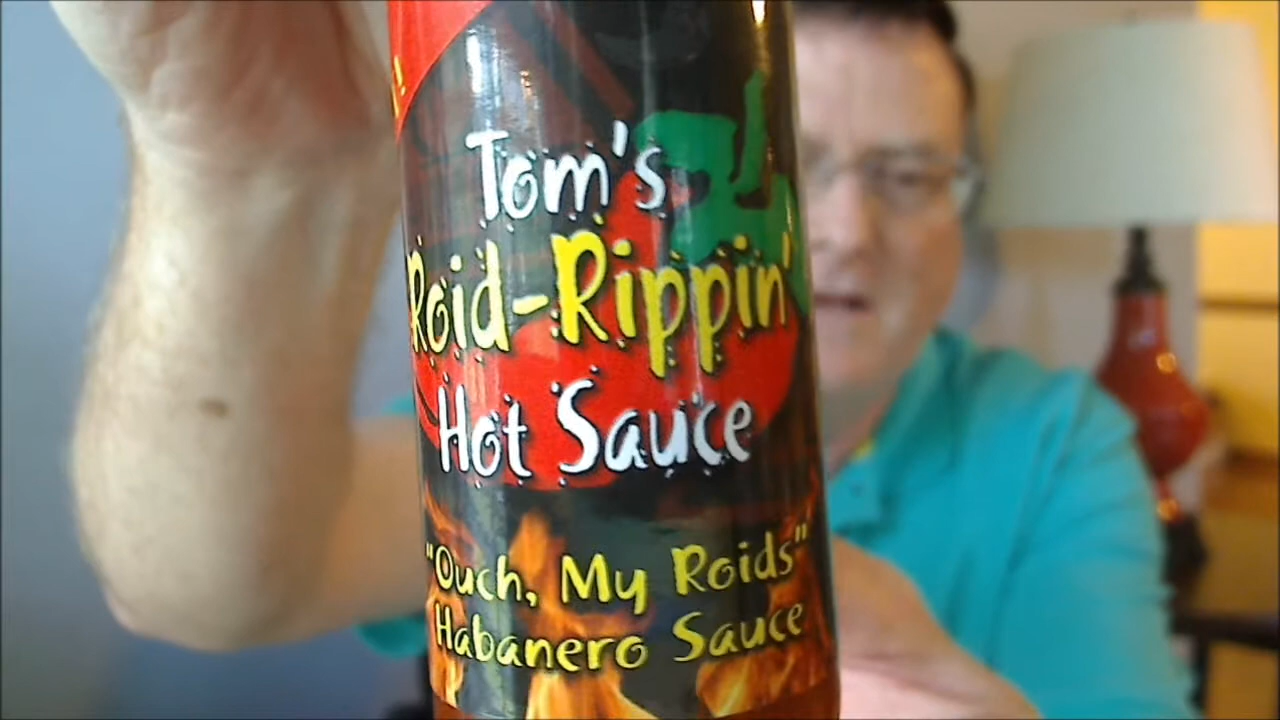 Tom's
Roid-Rippin'
Hot Sauce
"Ouch, My Roids"
Habanero Sauce